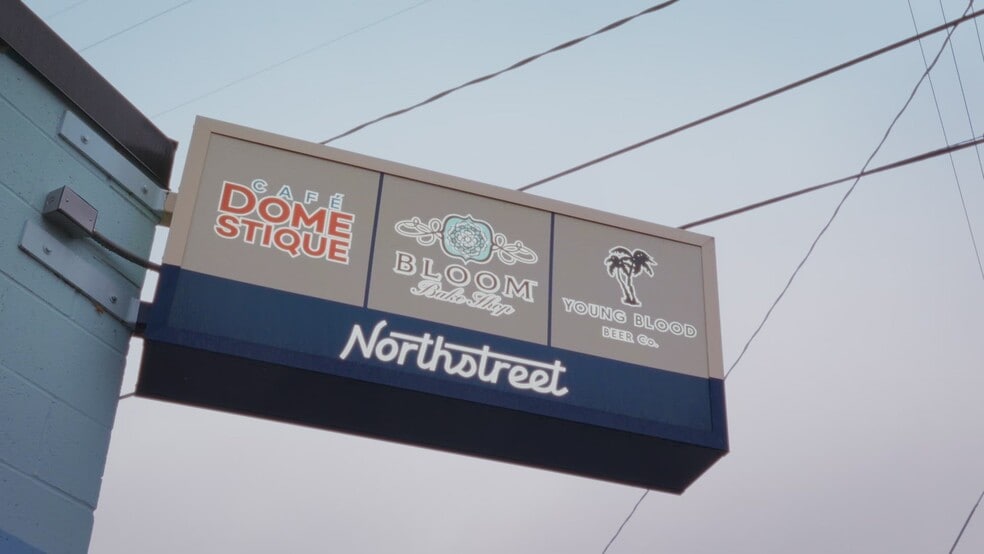 CAFÉ
DOME
STIQUE
BLOOM
Bake Shop
YOUNG BLOOD
BEER Co.
Northstreet